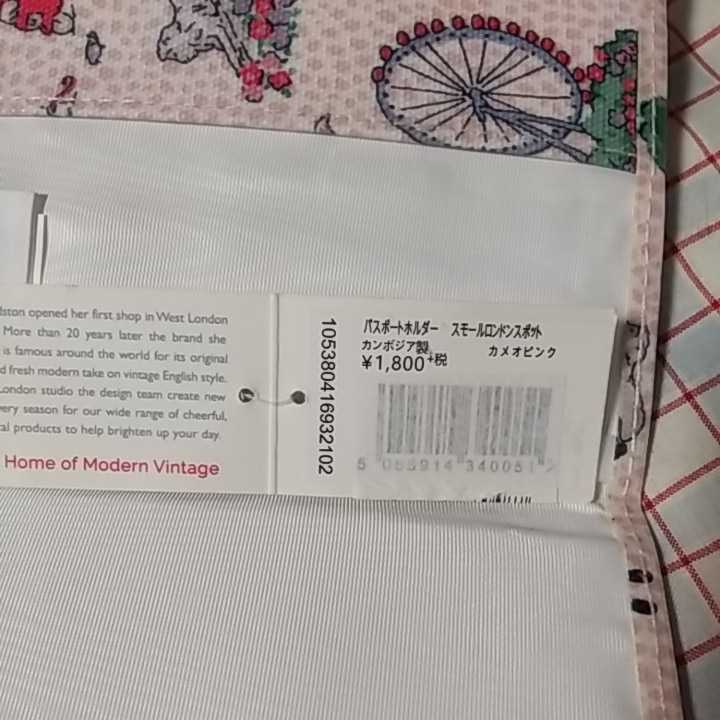 opened her first shop in West London
More than 20 years later the brand she
is famous around the world for its original
fresh modern take on vintage English style.
London studio the design team create new
every season for our wide range of cheerful,
products to help brighten up your day.
Home of Modern Vintage
10538041693​2102
パスポートホルダー スモールロンドンスポット
カンボジア製 カメオピンク
¥1,800+税